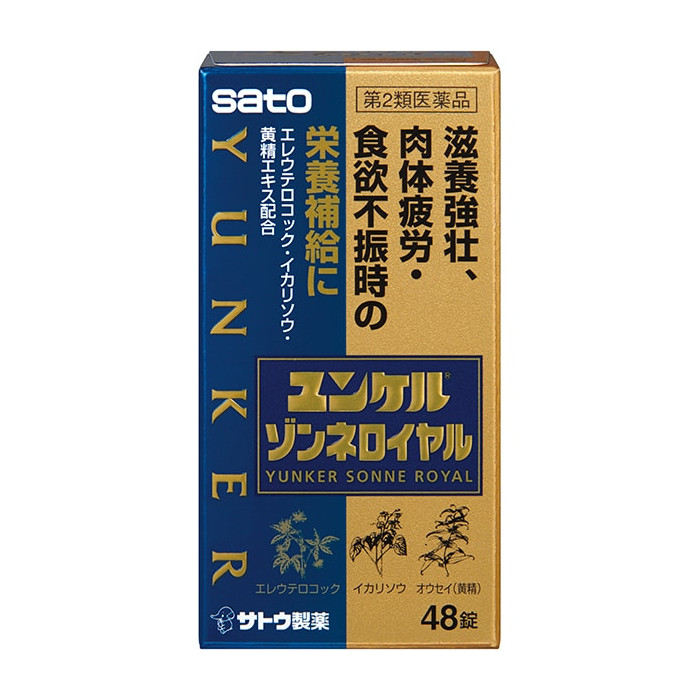 sato
YUNKER
第2類医薬品
滋養強壮、
肉体疲労・
食欲不振時の
栄養補給に
エレウテロコック・イカリソウ・
黄精エキス配合
ユンケル®
ゾンネロイヤル
YUNKER SONNE ROYAL
エレウテロコック
イカリソウ
オウセイ(黄精)
サトウ製薬
48錠